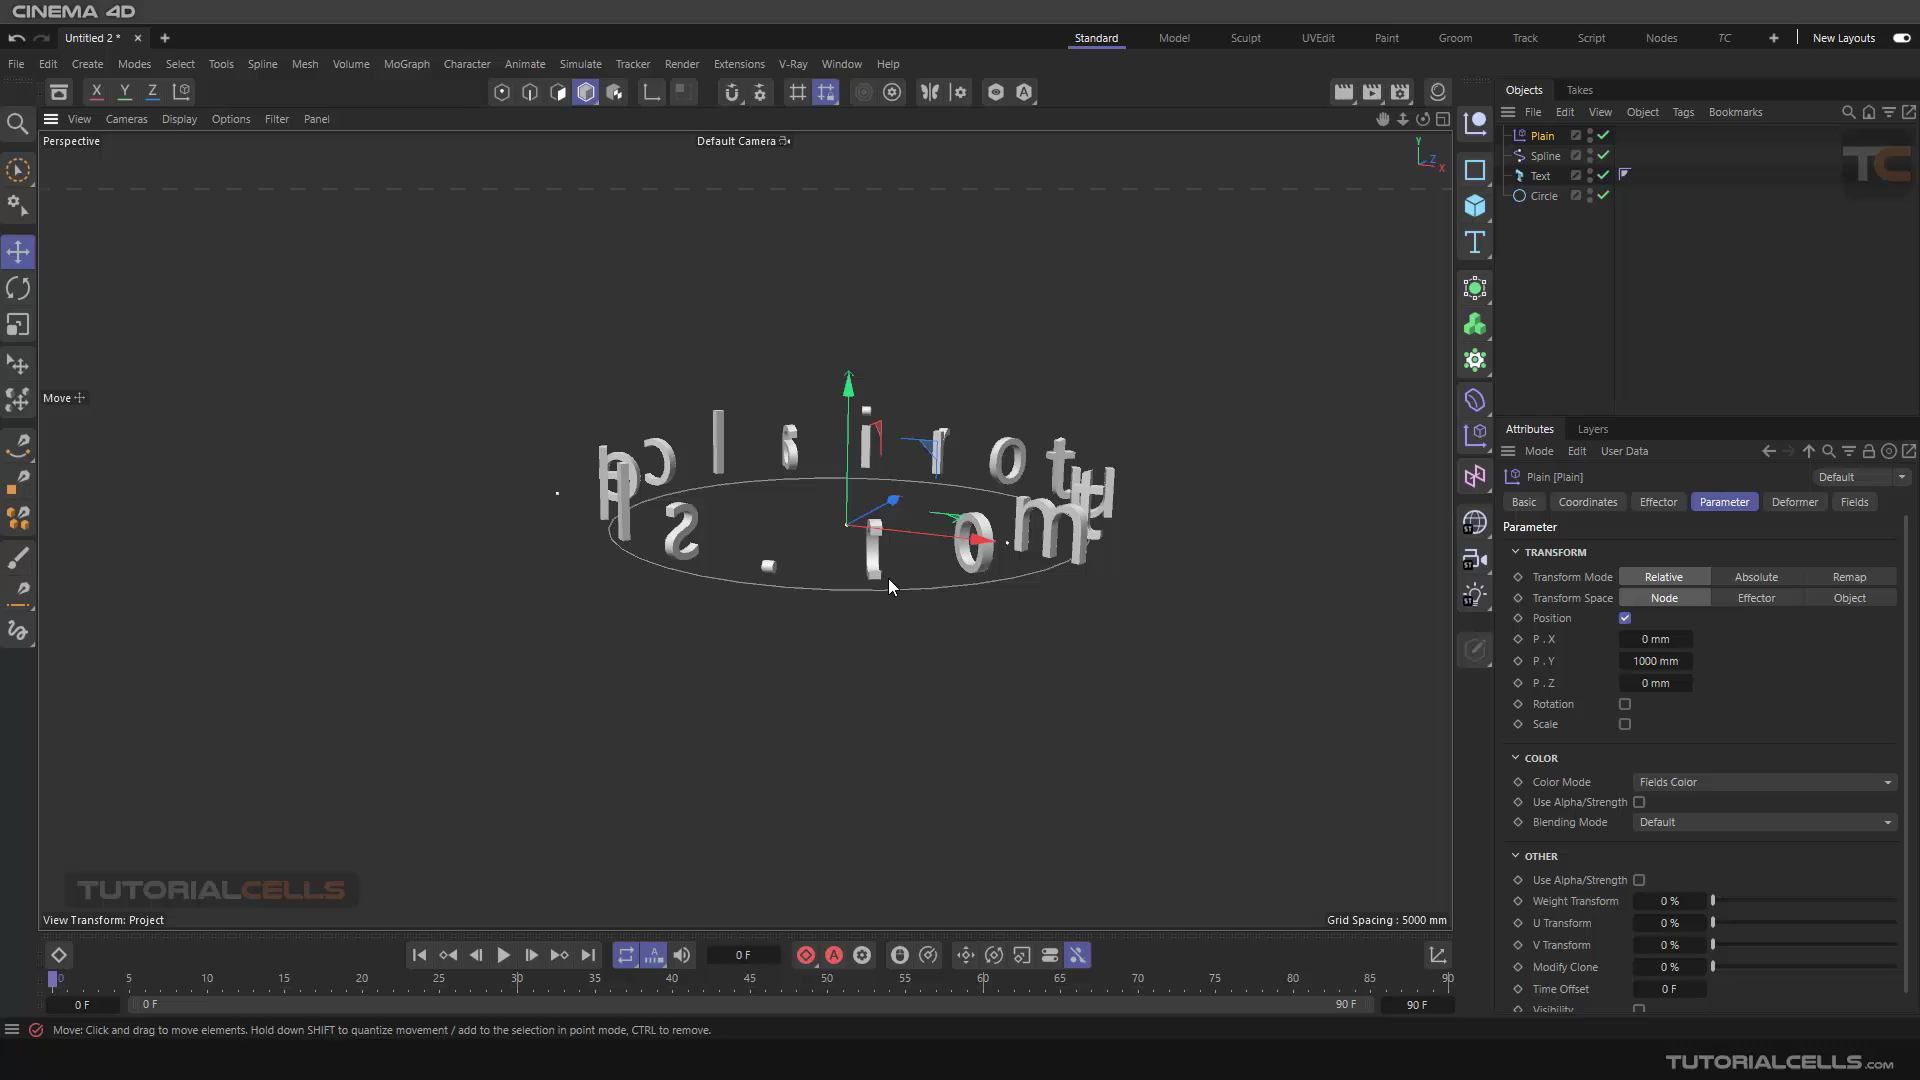 CINEMA 4D
Untitled 2 *
Standard Model Sculpt UVEdit Paint Groom Track Script Nodes TC New Layouts
File Edit Create Modes Select Tools Spline Mesh Volume MoGraph Character Animate Simulate Tracker Render Extensions V-Ray Window Help
X Y Z
View Cameras Display Options Filter Panel
Perspective
Default Camera
Y
Z
X
Move
Objects Takes
File Edit View Object Tags Bookmarks
Plain
Spline
Text
Circle
TC
Attributes Layers
Mode Edit User Data
Plain [Plain]
Default
Basic Coordinates Effector Parameter Deformer Fields
Parameter
TRANSFORM
Transform Mode Relative Absolute Remap
Transform Space Node Effector Object
Position
P . X 0 mm
P . Y 1000 mm
P . Z 0 mm
Rotation
Scale
COLOR
Color Mode Fields Color
Use Alpha/Strength
Blending Mode Default
OTHER
Use Alpha/Strength
Weight Transform 0 %
U Transform 0 %
V Transform 0 %
Modify Clone 0 %
Time Offset 0 F
Visibility
TUTORIALCELLS
View Transform: Project
Grid Spacing : 5000 mm
0 F
0 5 10 15 20 25 30 35 40 45 50 55 60 65 70 75 80 85 90
0 F 0 F 90 F 90 F
Move: Click and drag to move elements. Hold down SHIFT to quantize movement / add to the selection in point mode, CTRL to remove.
TUTORIALCELLS.com